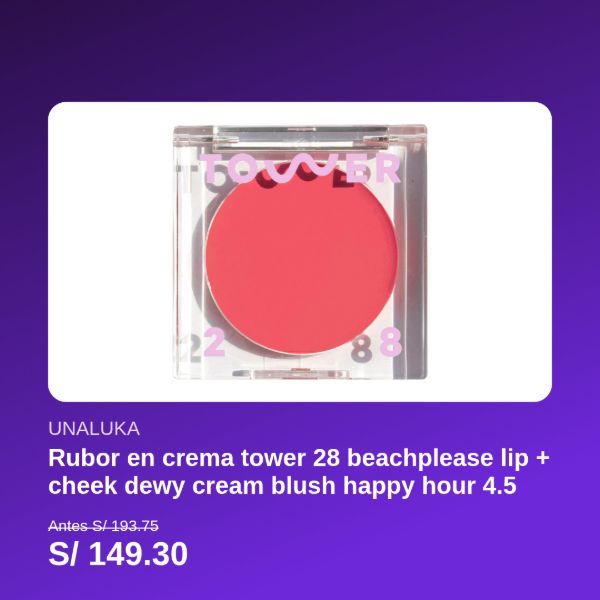 TOWER
28
UNALUKA
Rubor en crema tower 28 beachplease lip +
cheek dewy cream blush happy hour 4.5
Antes S/ 193.75
S/ 149.30